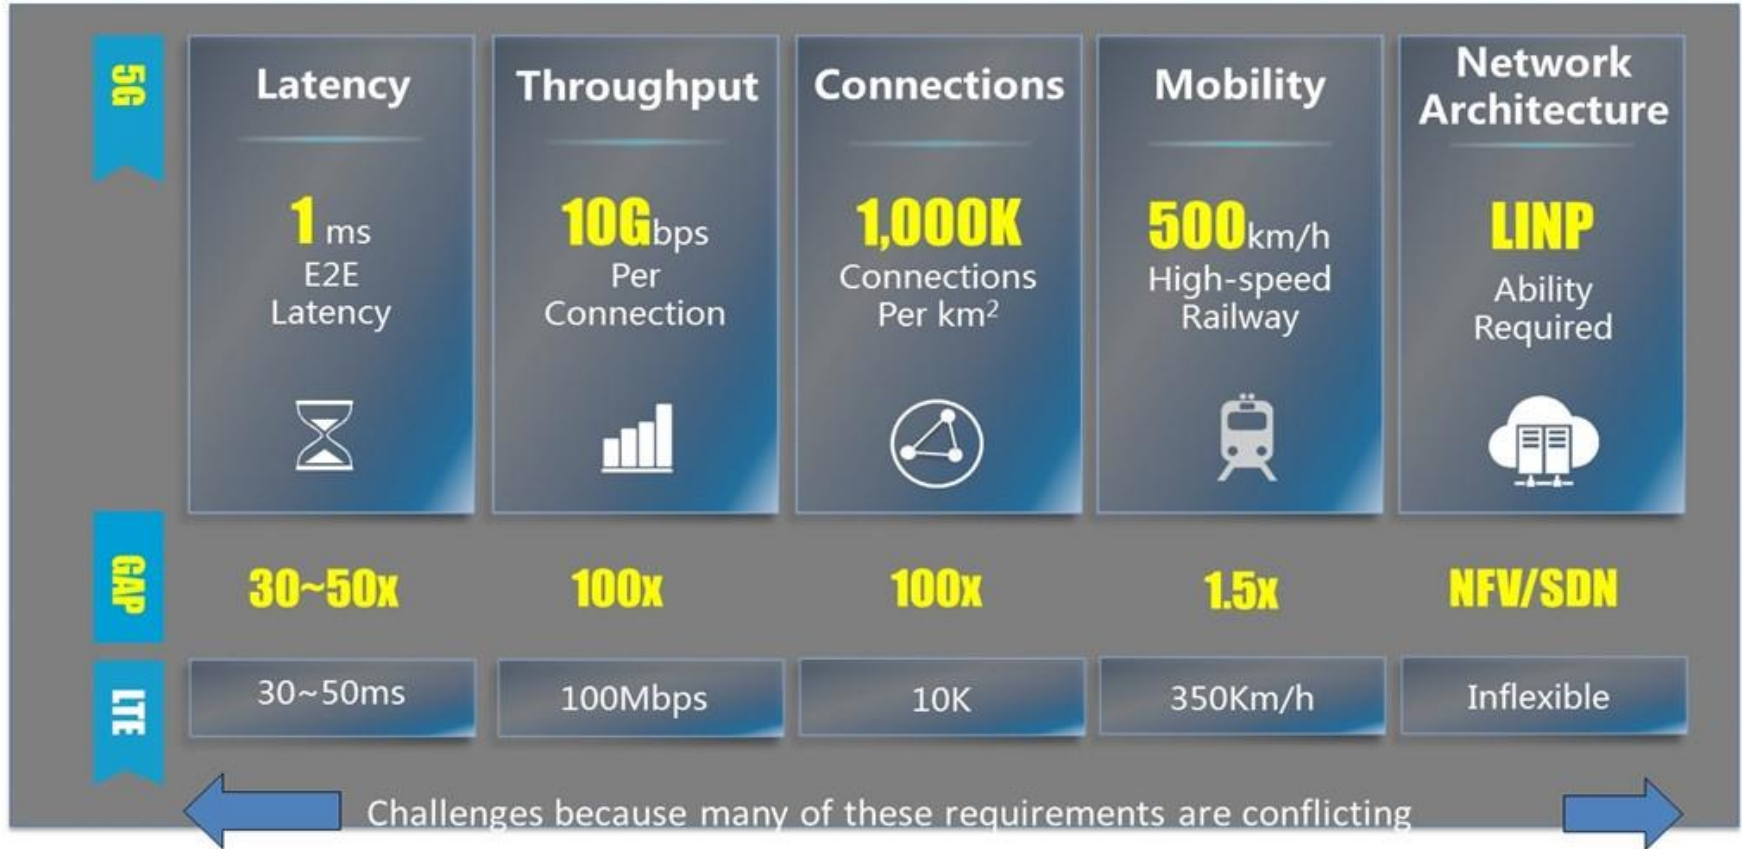 5G
Latency
1 ms
E2E
Latency
Throughput
10Gbps
Per
Connection
Connections
1,000K
Connections
Per km²
Mobility
500km/h
High-speed
Railway
Network
Architecture
LINP
Ability
Required
GAP
30~50x
100x
100x
1.5x
NFV/SDN
LTE
30~50ms
100Mbps
10K
350Km/h
Inflexible
Challenges because many of these requirements are conflicting